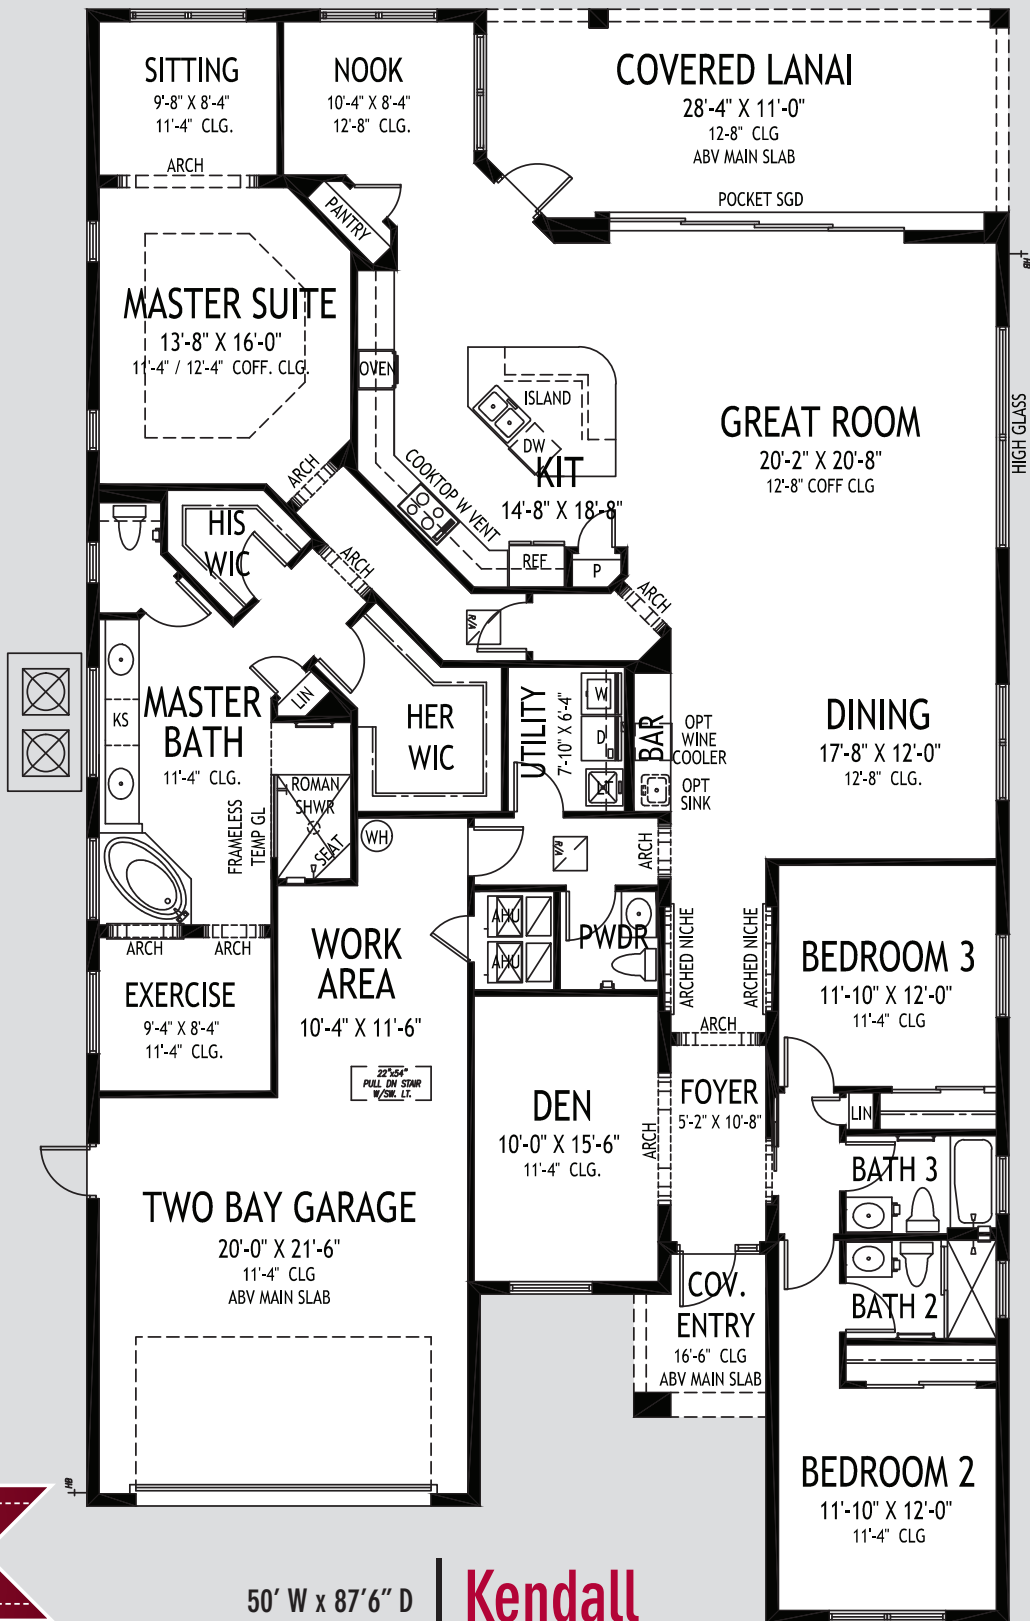 SITTING
9'-8" X 8'-4"
11'-4" CLG.
ARCH
NOOK
10'-4" X 8'-4"
12'-8" CLG.
COVERED LANAI
28'-4" X 11'-0"
12-8" CLG
ABV MAIN SLAB
POCKET SGD
HB
PANTRY
MASTER SUITE
13'-8" X 16'-0"
11'-4" / 12'-4" COFF. CLG.
OVEN
ISLAND
DW
KIT
14'-8" X 18'-8"
COOKTOP W VENT
REF
P
GREAT ROOM
20'-2" X 20'-8"
12'-8" COFF CLG
HIGH GLASS
ARCH
ARCH
ARCH
HIS
WIC
R/A
LIN
KS
MASTER
BATH
11'-4" CLG.
HER
WIC
UTILITY
7'-10" X 6'-4"
W
D
LT
BAR
OPT
WINE
COOLER
OPT
SINK
DINING
17'-8" X 12'-0"
12'-8" CLG.
FRAMELESS
TEMP GL
ROMAN
SHWR
SEAT
WH
R/A
ARCH
ARCH
ARCH
WORK
AREA
10'-4" X 11'-6"
AHU
AHU
PWDR
ARCHED NICHE
ARCHED NICHE
BEDROOM 3
11'-10" X 12'-0"
11'-4" CLG
EXERCISE
9'-4" X 8'-4"
11'-4" CLG.
ARCH
22"x54"
PULL DN STAIR
W/SW. LT.
DEN
10'-0" X 15'-6"
11'-4" CLG.
ARCH
FOYER
5'-2" X 10'-8"
LIN
BATH 3
TWO BAY GARAGE
20'-0" X 21'-6"
11'-4" CLG
ABV MAIN SLAB
COV.
ENTRY
16'-6" CLG
ABV MAIN SLAB
BATH 2
BEDROOM 2
11'-10" X 12'-0"
11'-4" CLG
HB
50' W x 87'6" D
Kendall